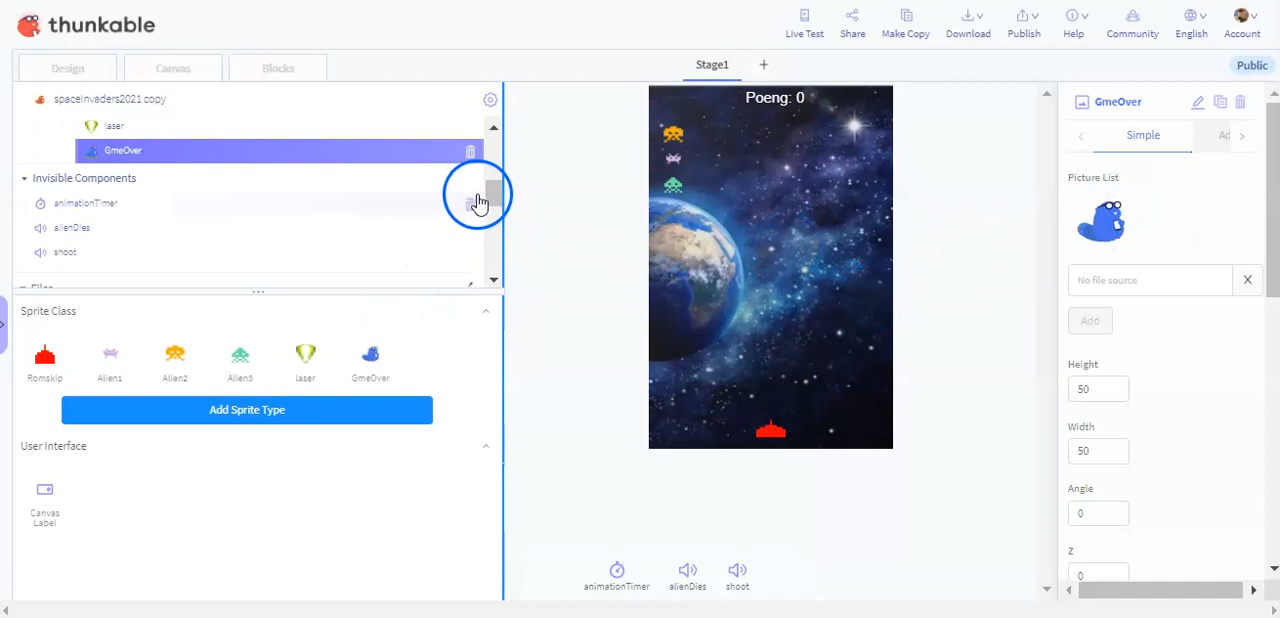 thunkable
Live Test
Share
Make Copy
Download
Publish
Help
Community
English
Account
Design
Canvas
Blocks
Stage1
+
Public
spaceInvaders2021 copy
laser
GmeOver
Invisible Components
animationTimer
alienDies
shoot
Files
Sprite Class
Romskip
Alien1
Alien2
Alien3
laser
GmeOver
Add Sprite Type
User Interface
Canvas
Label
Poeng: 0
animationTimer
alienDies
shoot
GmeOver
Simple
Ad
Picture List
No file source
X
Add
Height
50
Width
50
Angle
0
Z
0